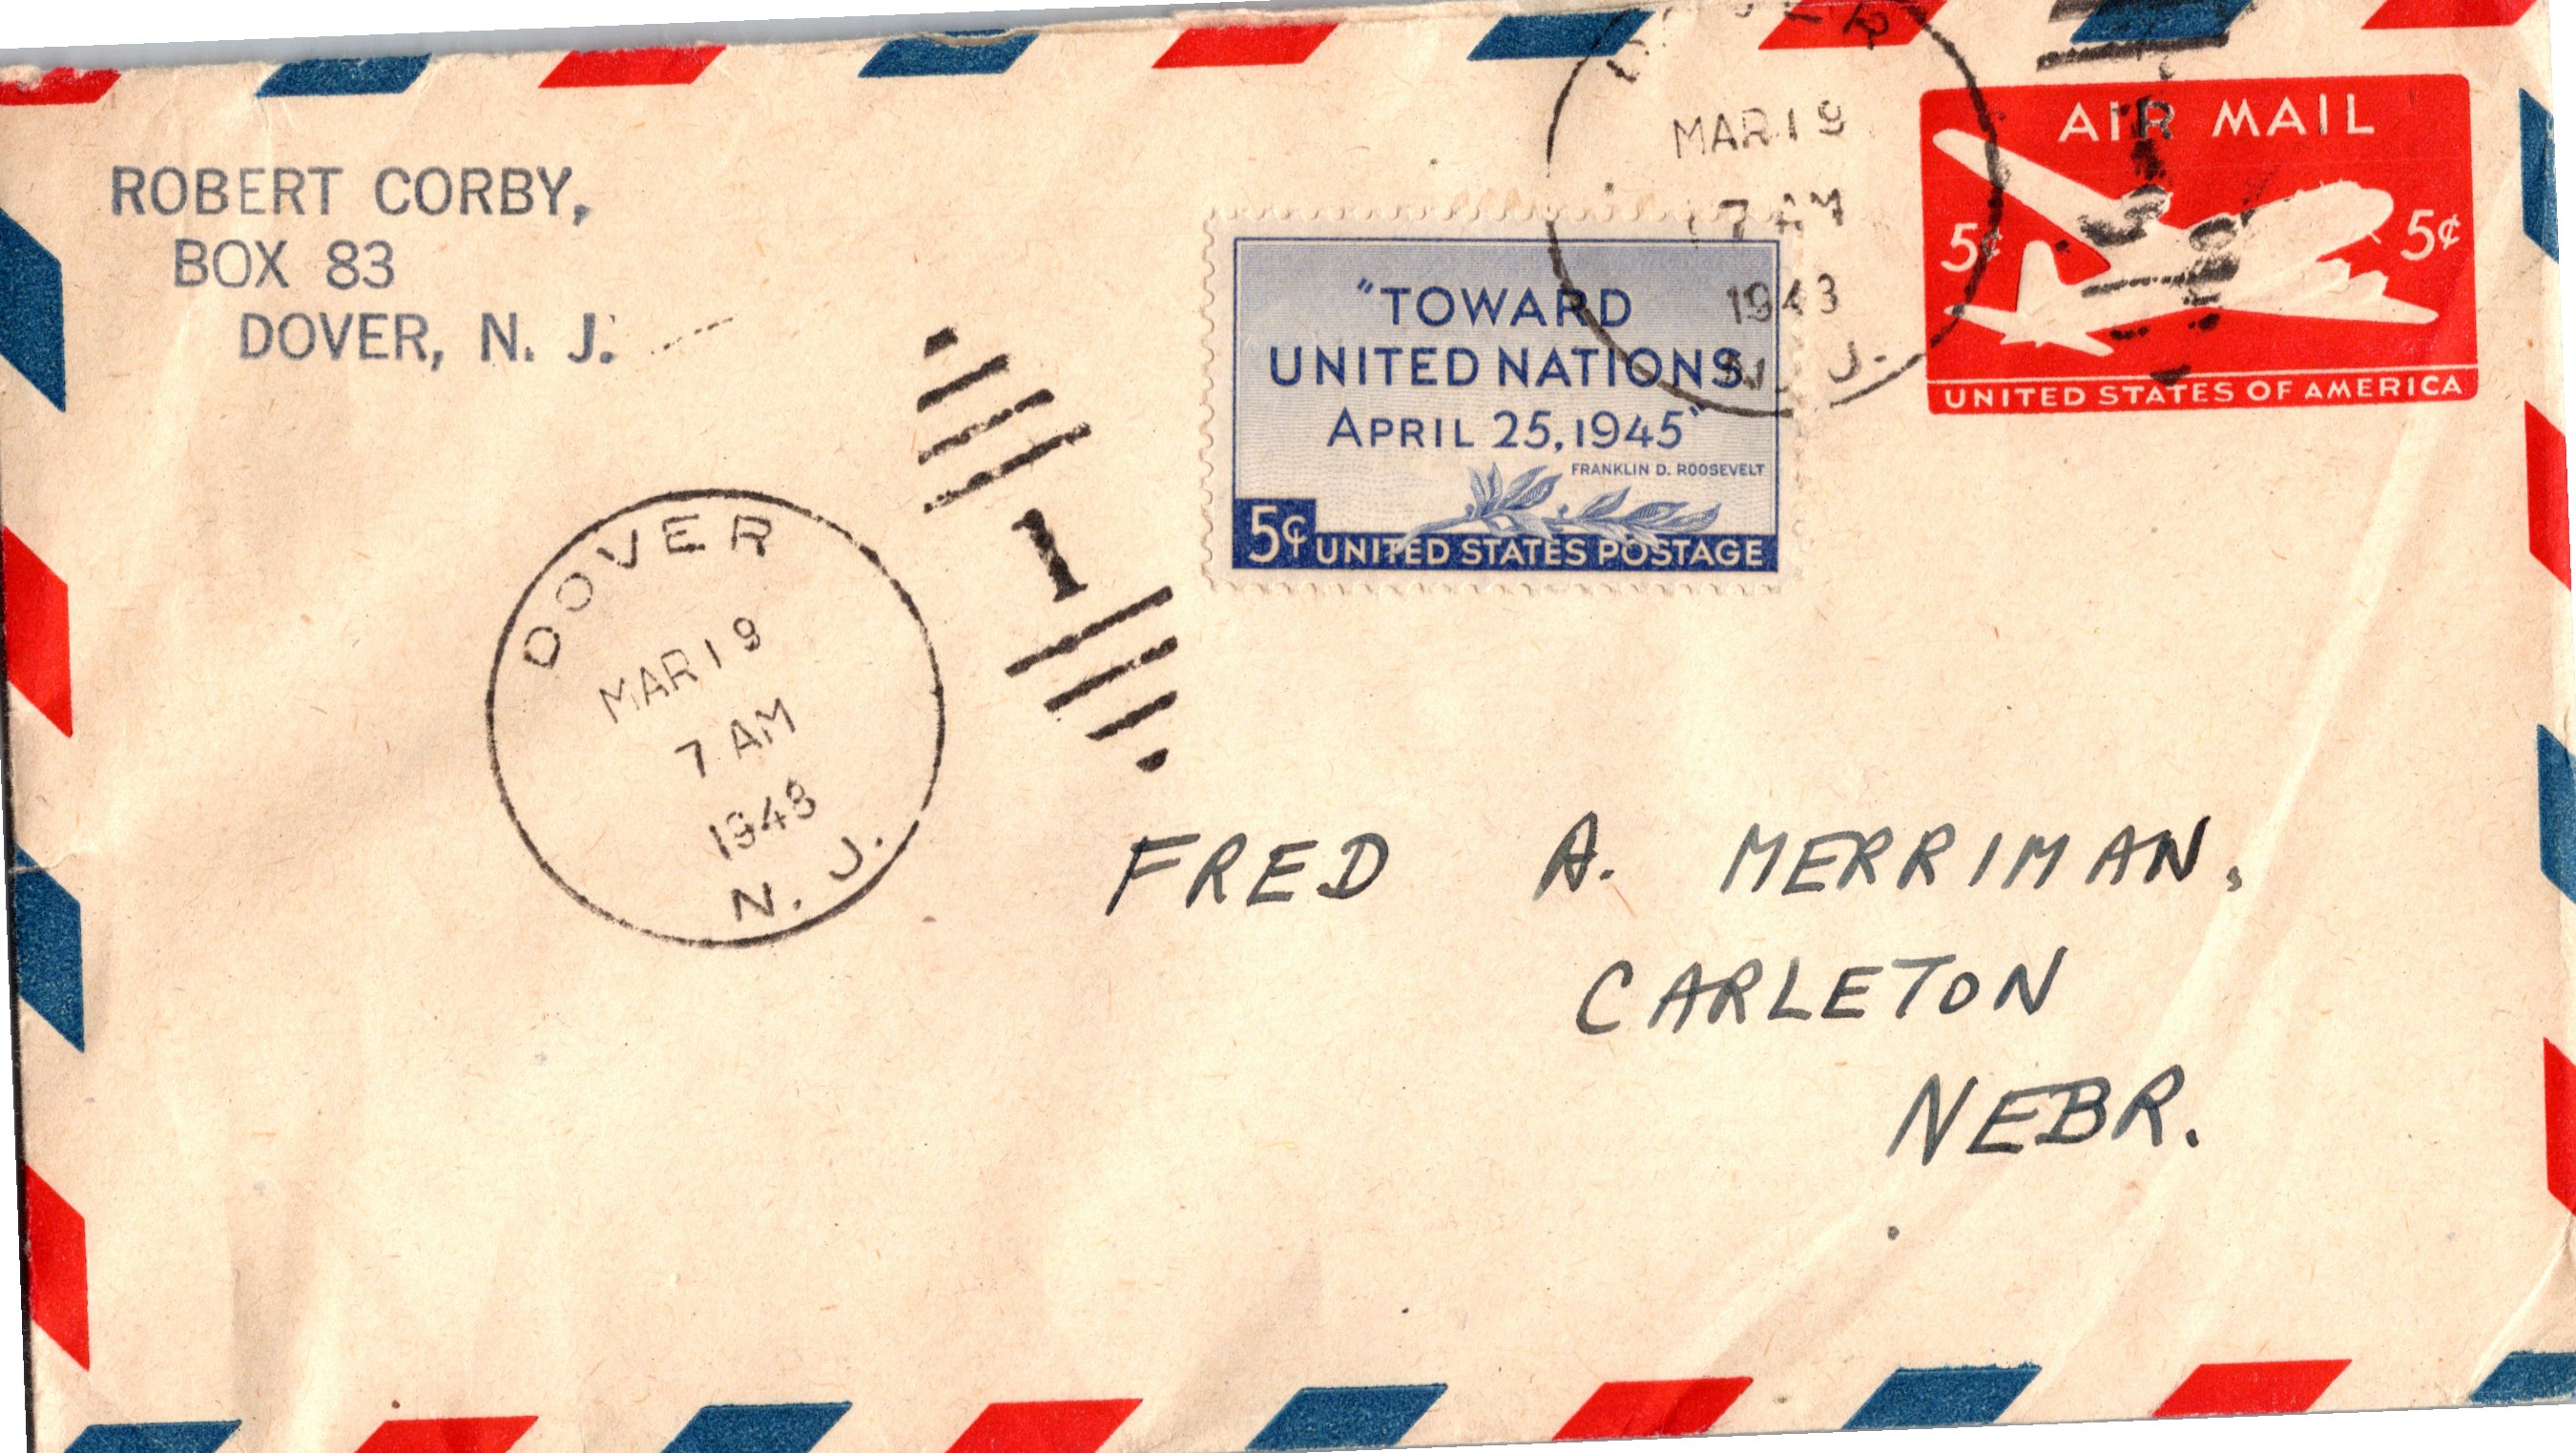 ROBERT CORBY,
BOX 83
DOVER, N. J.
DOVER
MAR 19
7 AM
1948
N. J.
1
MAR 19
7 AM
N. J.
"TOWARD
UNITED NATIONS,
APRIL 25, 1945"
FRANKLIN D. ROOSEVELT
5¢ UNITED STATES POSTAGE
AIR MAIL
5¢ 5¢
UNITED STATES OF AMERICA
FRED A. MERRIMAN,
CARLETON
NEBR.